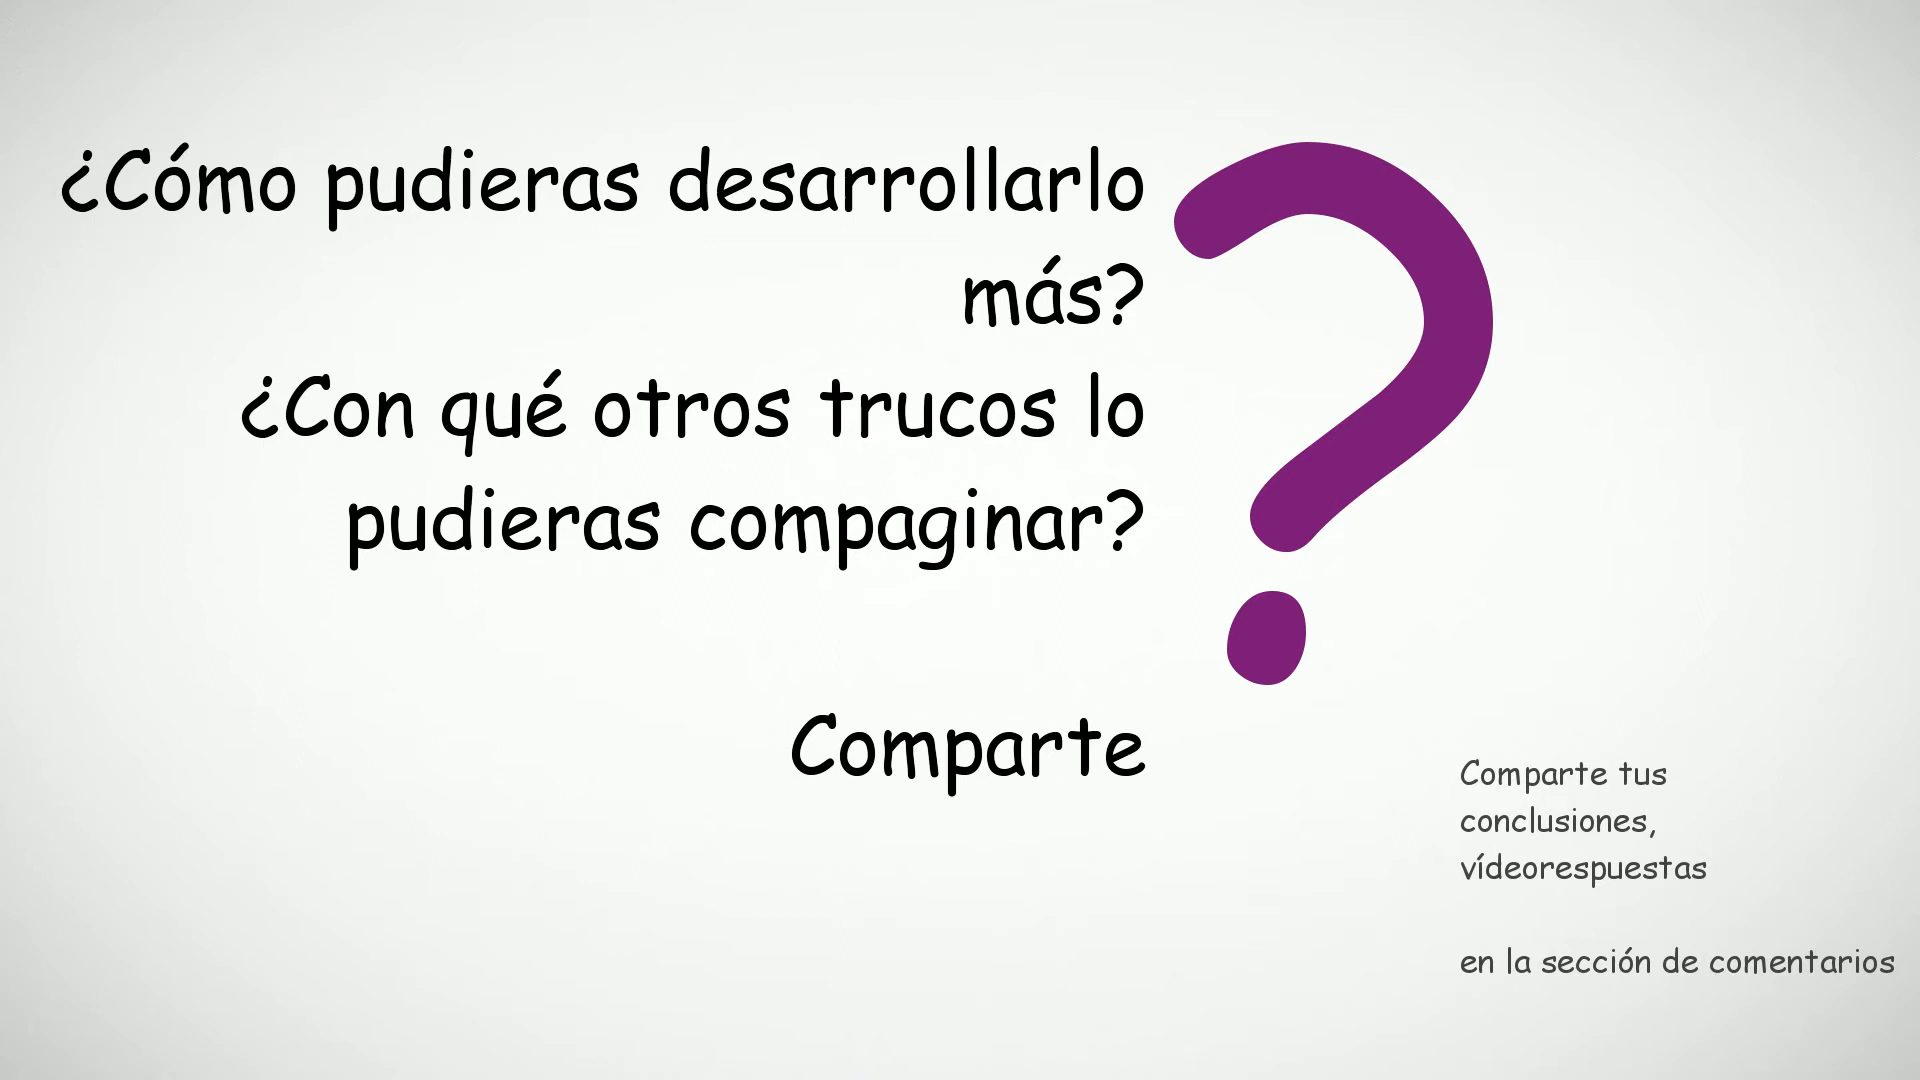 ¿Cómo pudieras desarrollarlo
más?
¿Con qué otros trucos lo
pudieras compaginar?
Comparte
?
Comparte tus
conclusiones,
vídeorespuestas
en la sección de comentarios